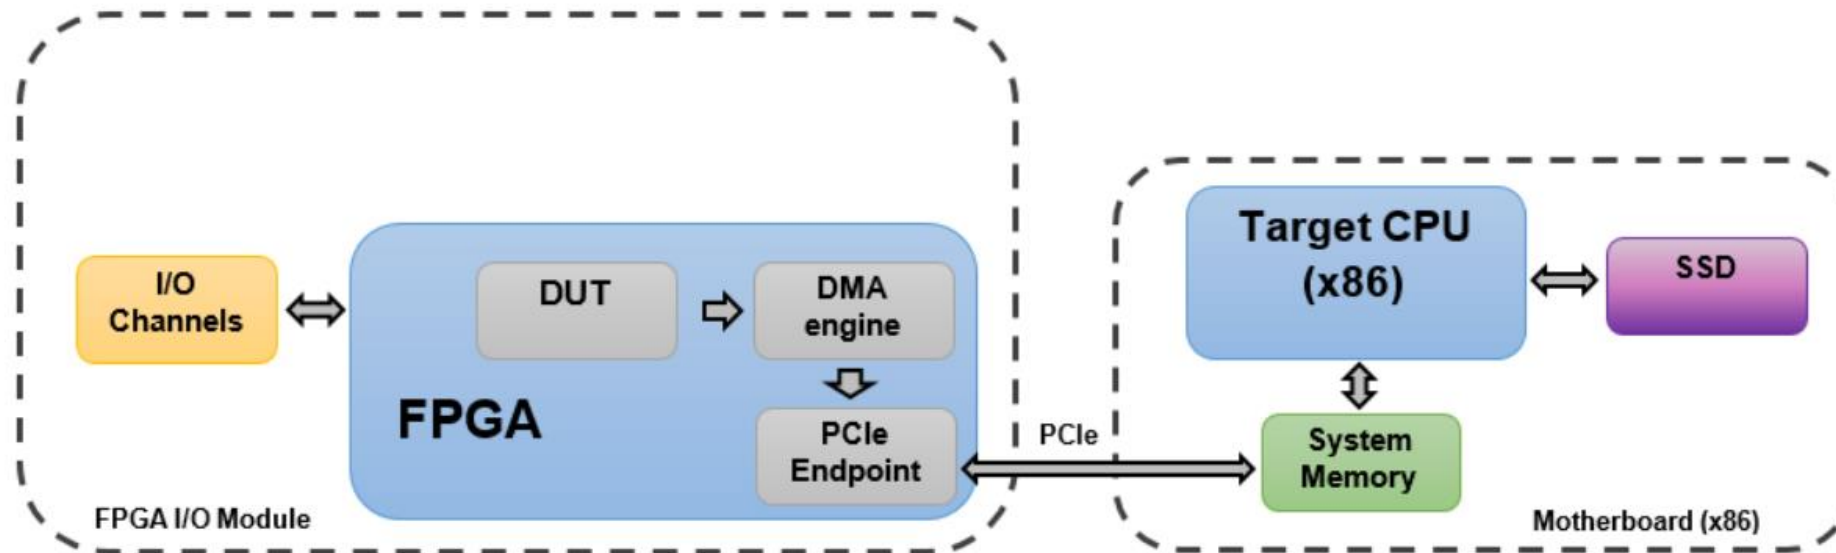 I/O
Channels
DUT
DMA
engine
FPGA
PCIe
Endpoint
FPGA I/O Module
PCIe
Target CPU
(x86)
SSD
System
Memory
Motherboard (x86)